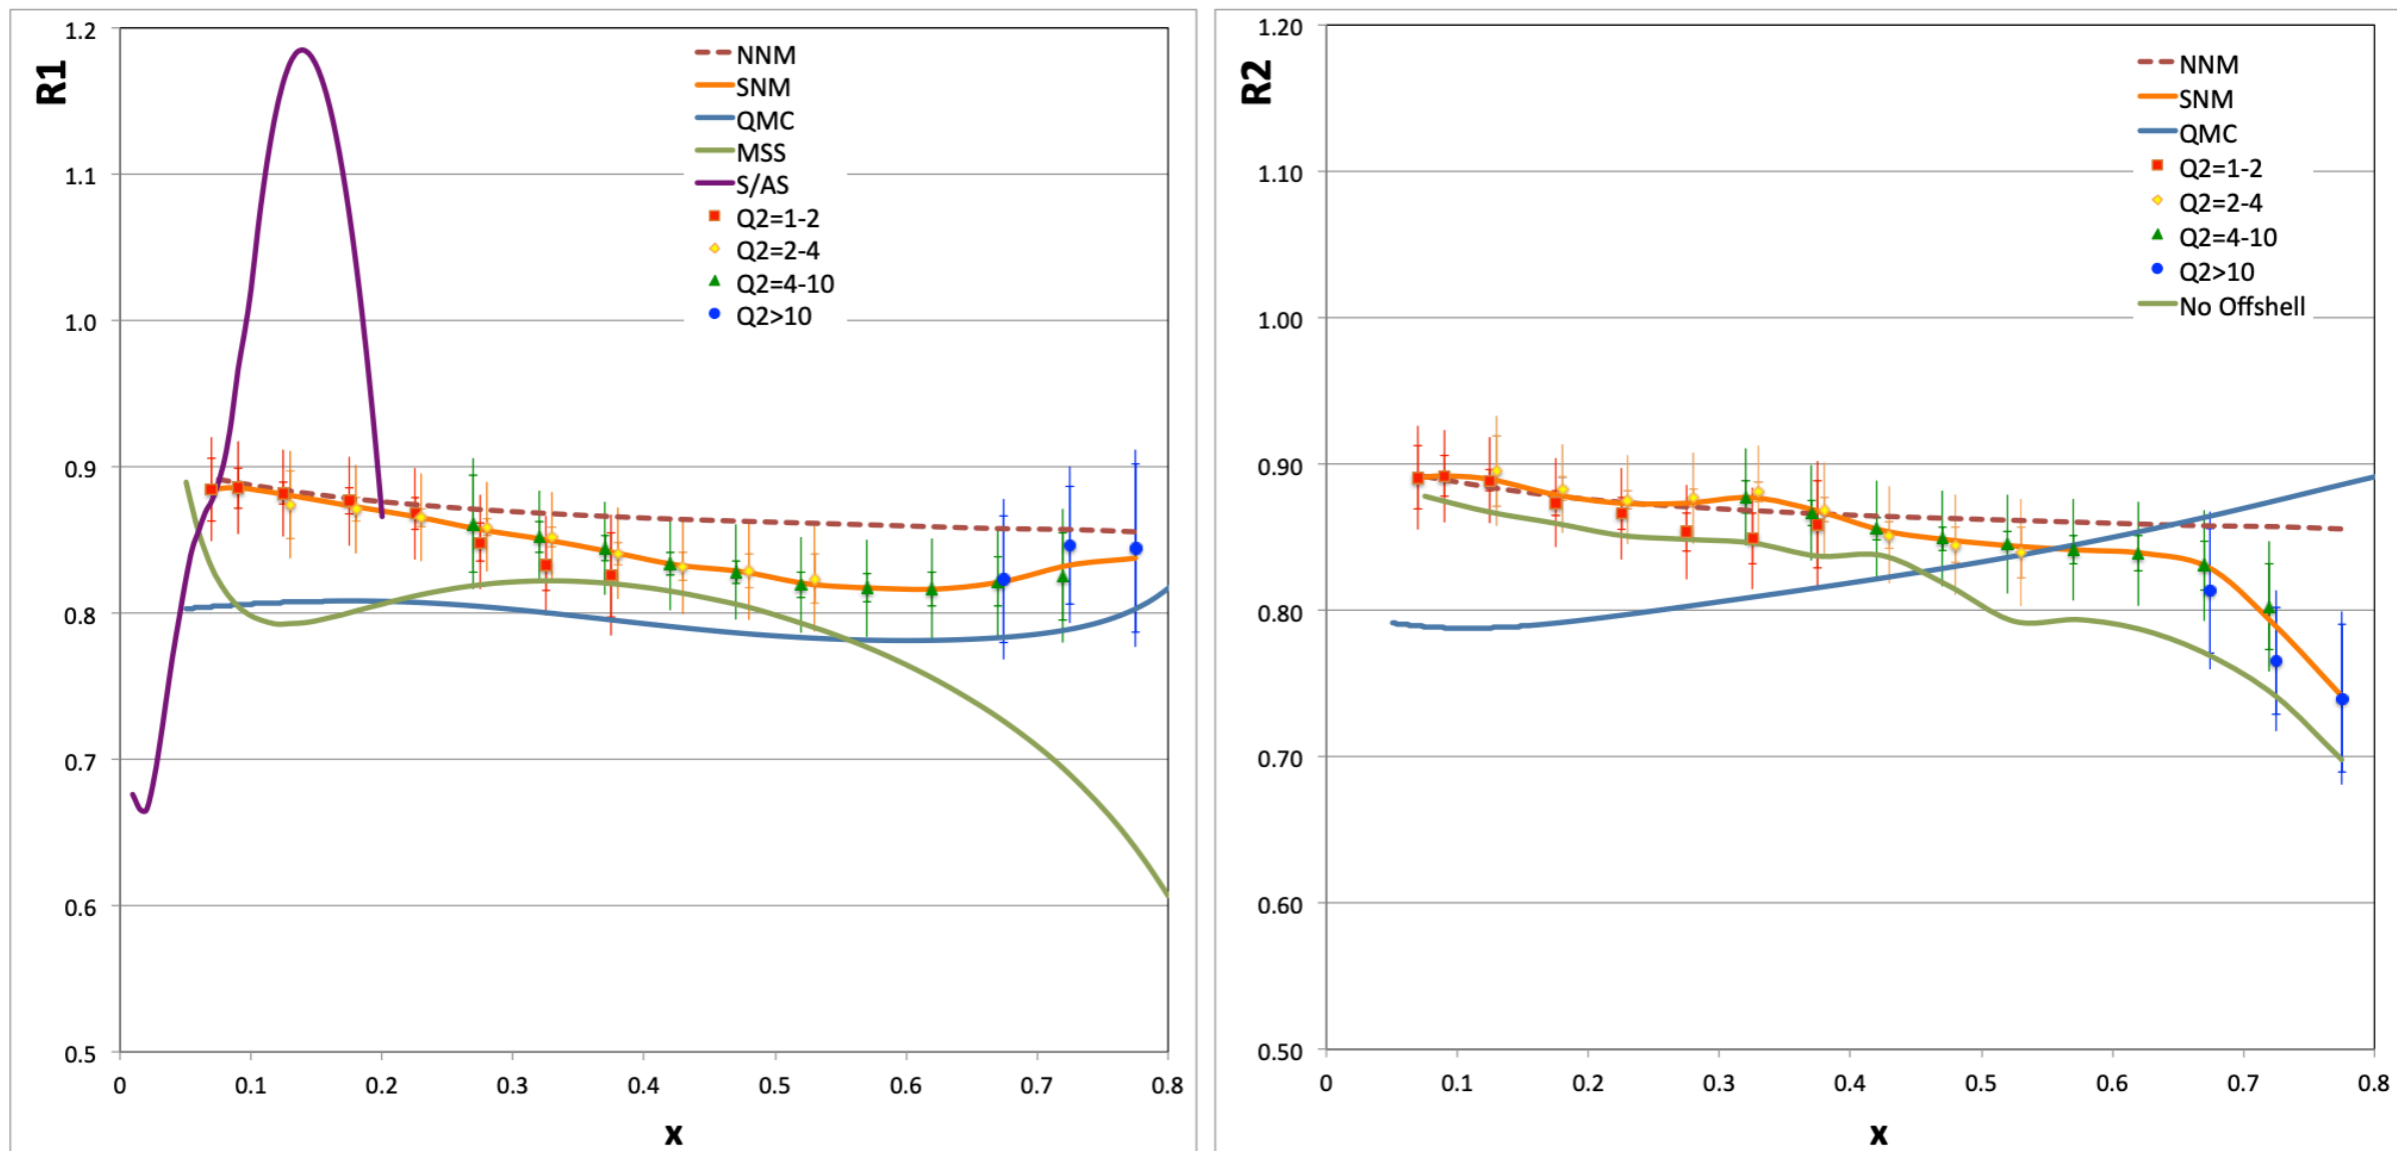 R1
1.2
1.1
1.0
0.9
0.8
0.7
0.6
0.5
NNM
SNM
QMC
MSS
S/AS
Q2=1-2
Q2=2-4
Q2=4-10
Q2>10
0 0.1 0.2 0.3 0.4 0.5 0.6 0.7 0.8
x
R2
1.20
1.10
1.00
0.90
0.80
0.70
0.60
0.50
NNM
SNM
QMC
Q2=1-2
Q2=2-4
Q2=4-10
Q2>10
No Offshell
0 0.1 0.2 0.3 0.4 0.5 0.6 0.7 0.8
x